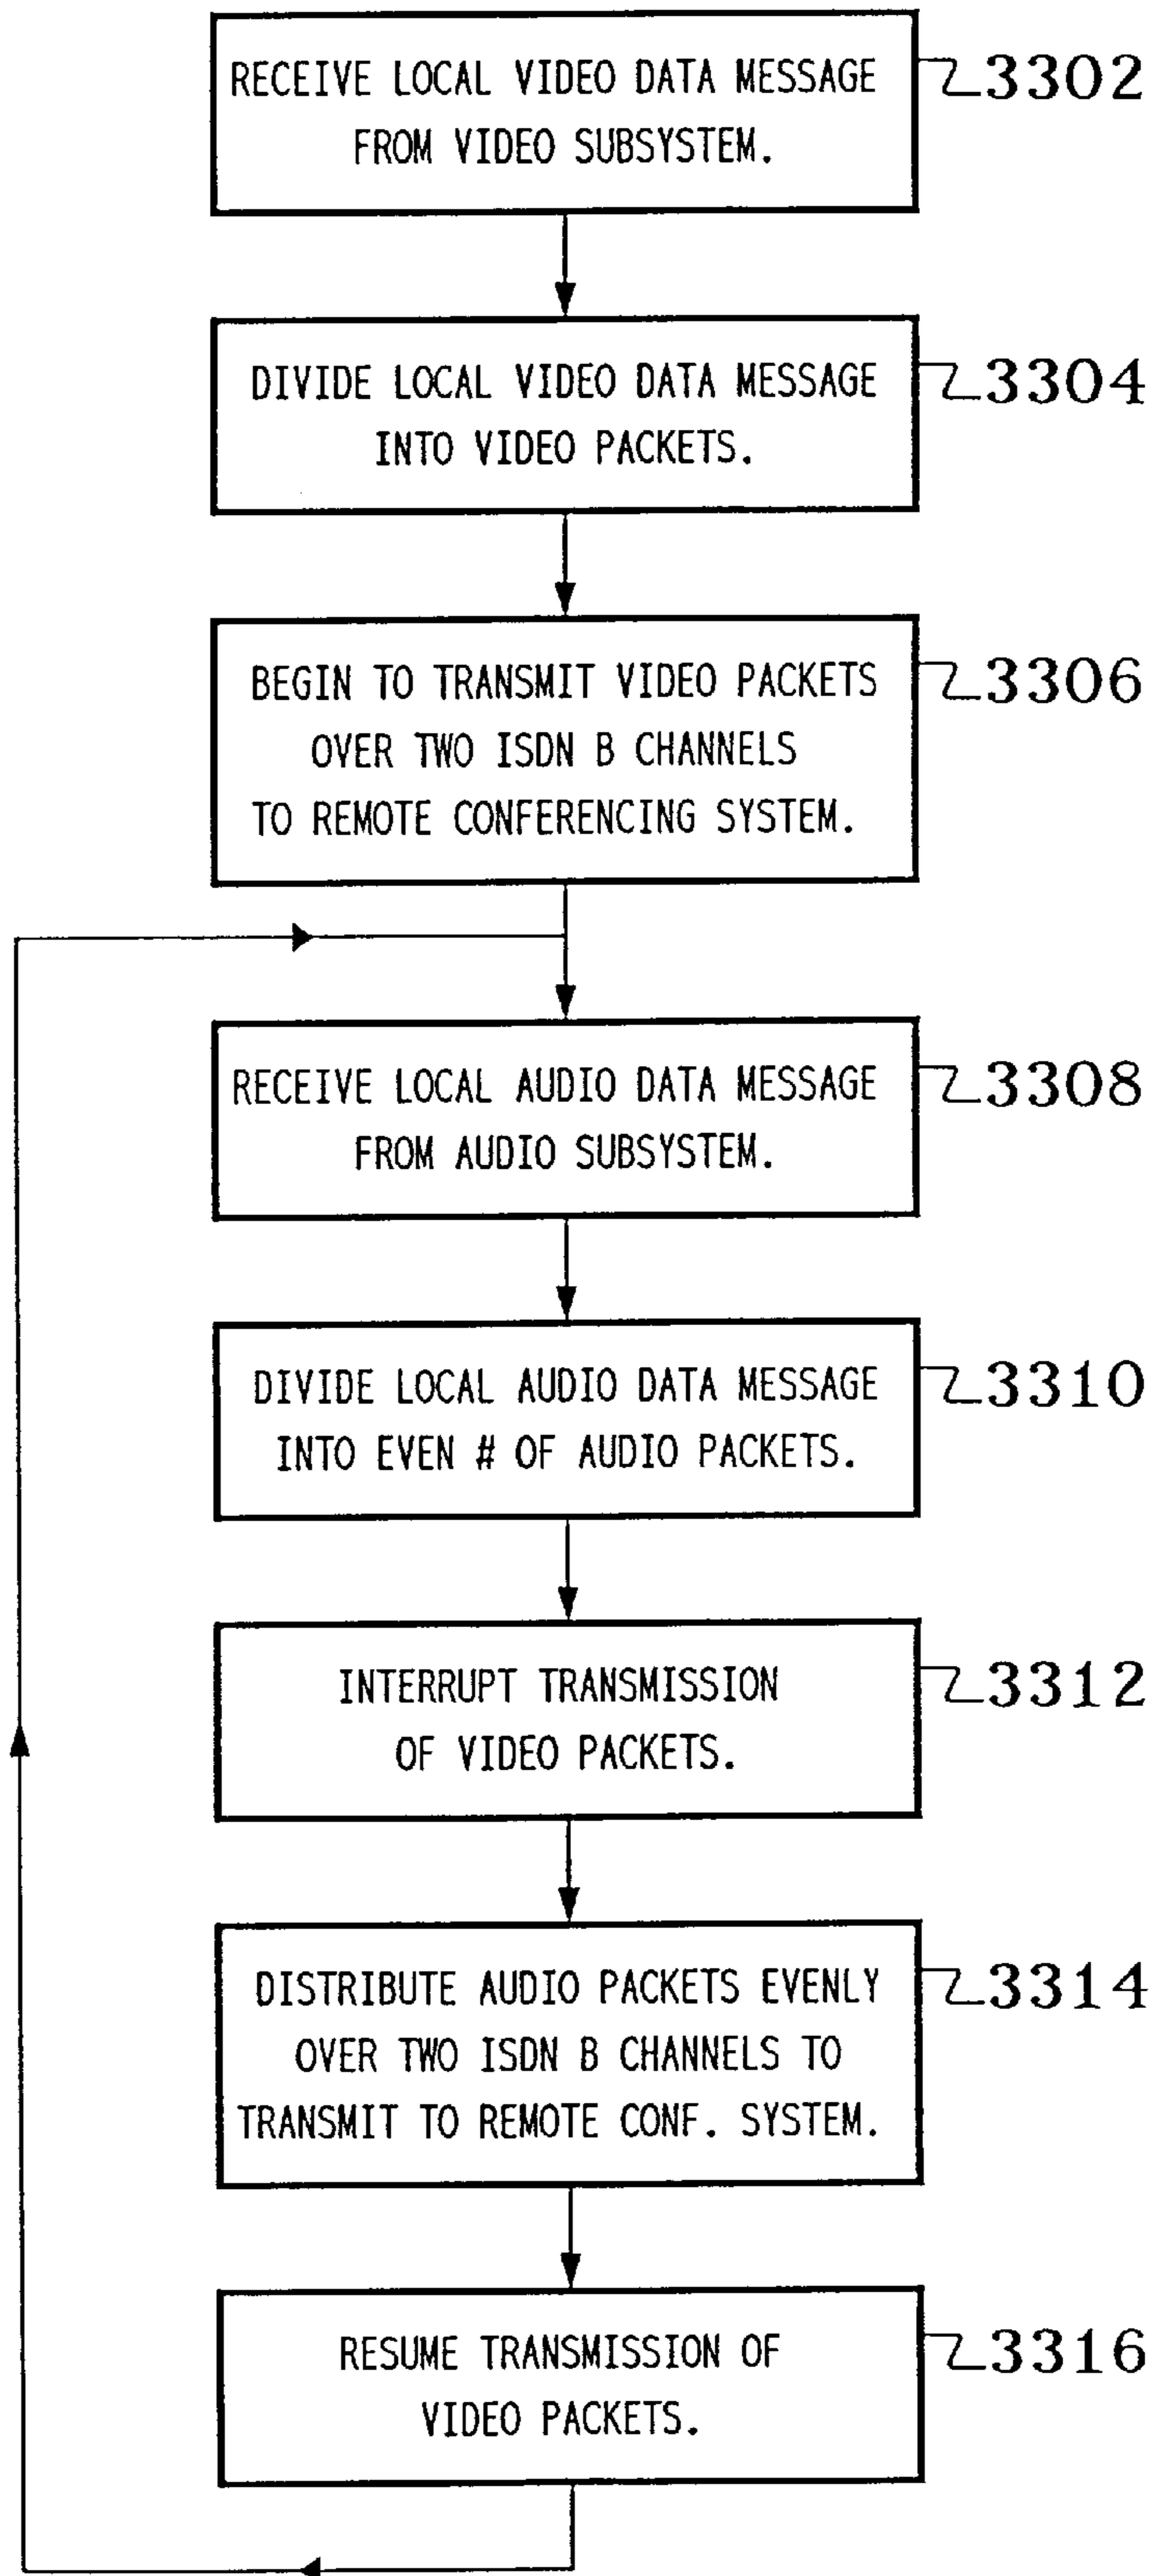 RECEIVE LOCAL VIDEO DATA MESSAGE
FROM VIDEO SUBSYSTEM.
3302
DIVIDE LOCAL VIDEO DATA MESSAGE
INTO VIDEO PACKETS.
3304
BEGIN TO TRANSMIT VIDEO PACKETS
OVER TWO ISDN B CHANNELS
TO REMOTE CONFERENCING SYSTEM.
3306
RECEIVE LOCAL AUDIO DATA MESSAGE
FROM AUDIO SUBSYSTEM.
3308
DIVIDE LOCAL AUDIO DATA MESSAGE
INTO EVEN # OF AUDIO PACKETS.
3310
INTERRUPT TRANSMISSION
OF VIDEO PACKETS.
3312
DISTRIBUTE AUDIO PACKETS EVENLY
OVER TWO ISDN B CHANNELS TO
TRANSMIT TO REMOTE CONF. SYSTEM.
3314
RESUME TRANSMISSION OF
VIDEO PACKETS.
3316